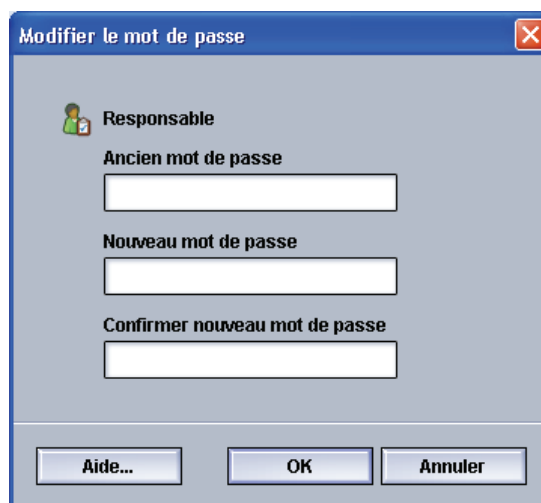 Modifier le mot de passe
Responsable
Ancien mot de passe
Nouveau mot de passe
Confirmer nouveau mot de passe
Aide... OK Annuler